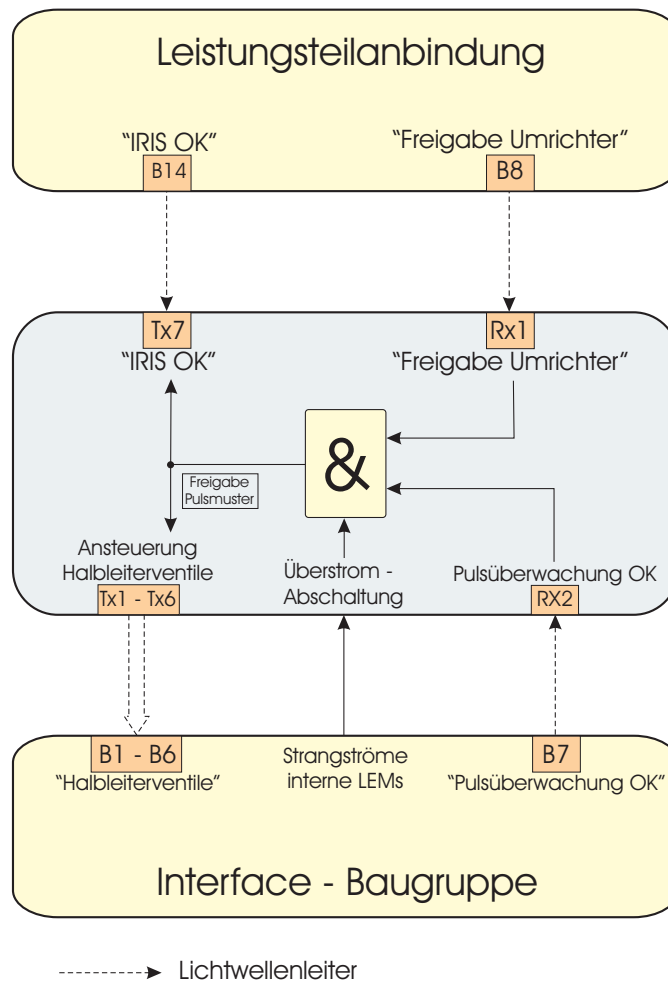 Leistungsteilanbindung
"IRIS OK"
"Freigabe Umrichter"
B14
B8
Tx7
Rx1
"IRIS OK"
"Freigabe Umrichter"
&
Freigabe
Pulsmuster
Ansteuerung
Halbleiterventile
Tx1 - Tx6
Überstrom -
Abschaltung
Pulsüberwachung OK
RX2
B1 - B6
"Halbleiterventile"
Strangströme
interne LEMs
B7
"Pulsüberwachung OK"
Interface - Baugruppe
Lichtwellenleiter